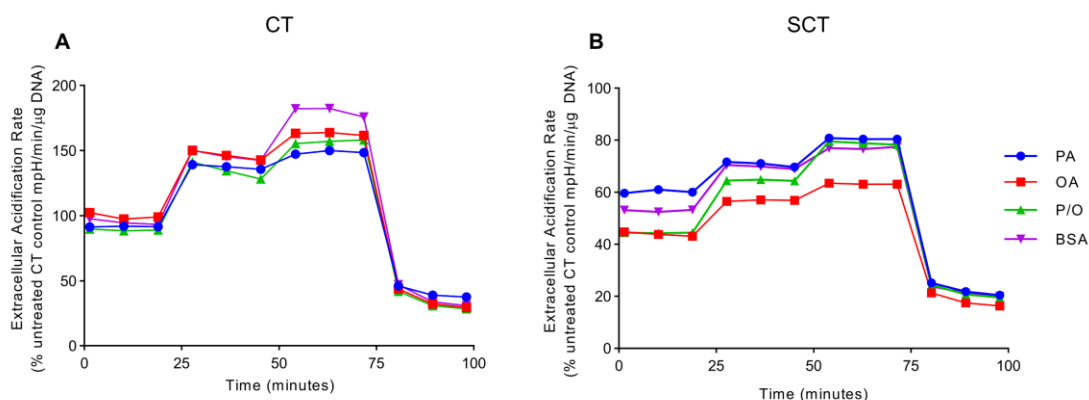 CT
A
Extracellular Acidification Rate
(% untreated CT control mpH/min/μg DNA)
200
150
100
50
0
0
25
50
75
100
Time (minutes)
SCT
B
Extracellular Acidification Rate
(% untreated CT control mpH/min/μg DNA)
100
80
60
40
20
0
0
25
50
75
100
Time (minutes)
PA
OA
P/O
BSA